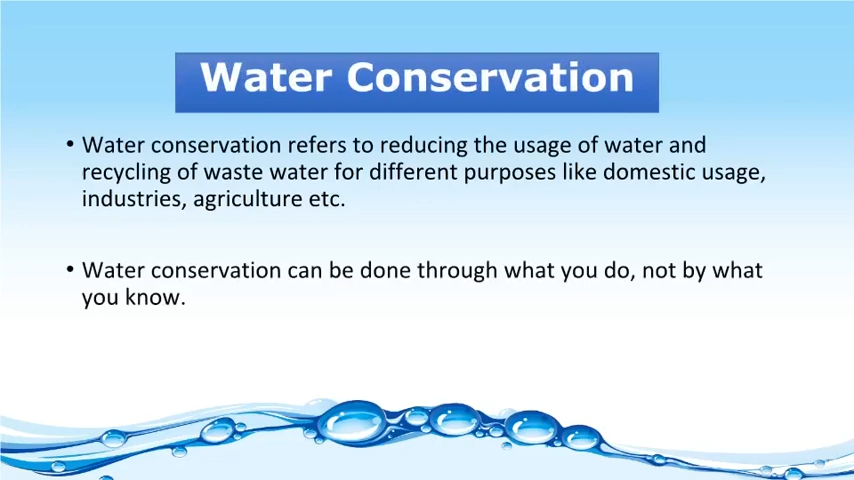 Water Conservation
• Water conservation refers to reducing the usage of water and
recycling of waste water for different purposes like domestic usage,
industries, agriculture etc.
• Water conservation can be done through what you do, not by what
you know.